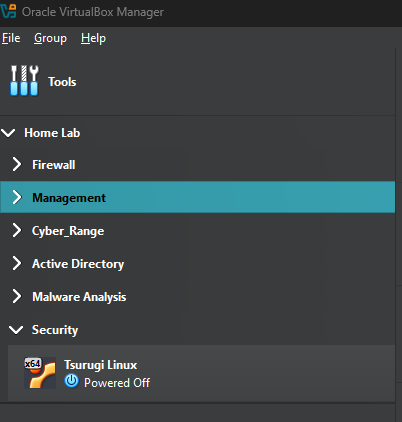 Oracle VirtualBox Manager
File Group Help
Tools
Home Lab
Firewall
Management
Cyber_Range
Active Directory
Malware Analysis
Security
x64
Tsurugi Linux
Powered Off